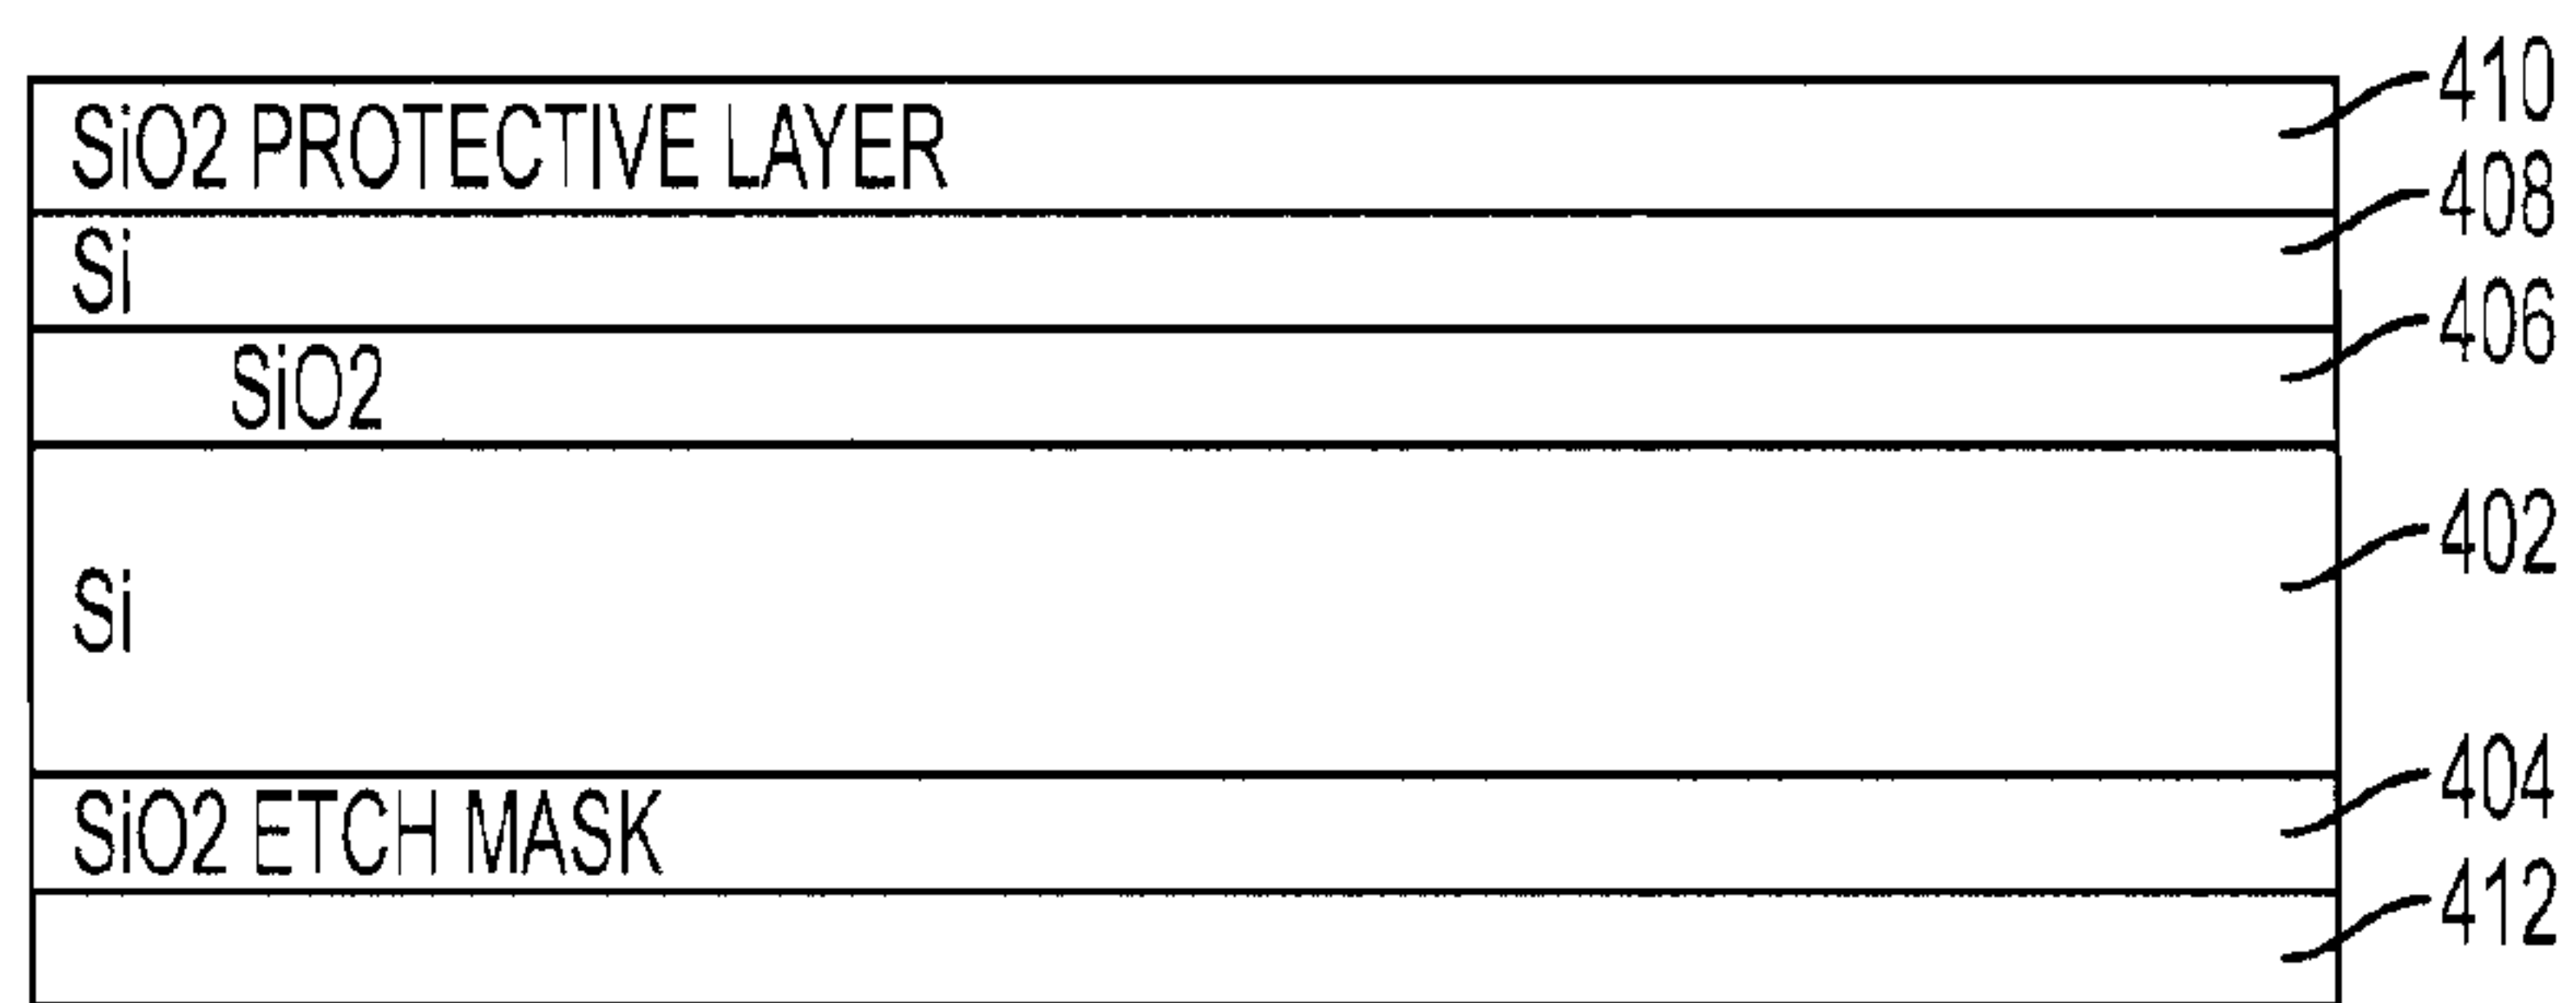 SiO2 PROTECTIVE LAYER 410
Si 408
SiO2 406
Si 402
SiO2 ETCH MASK 404
412